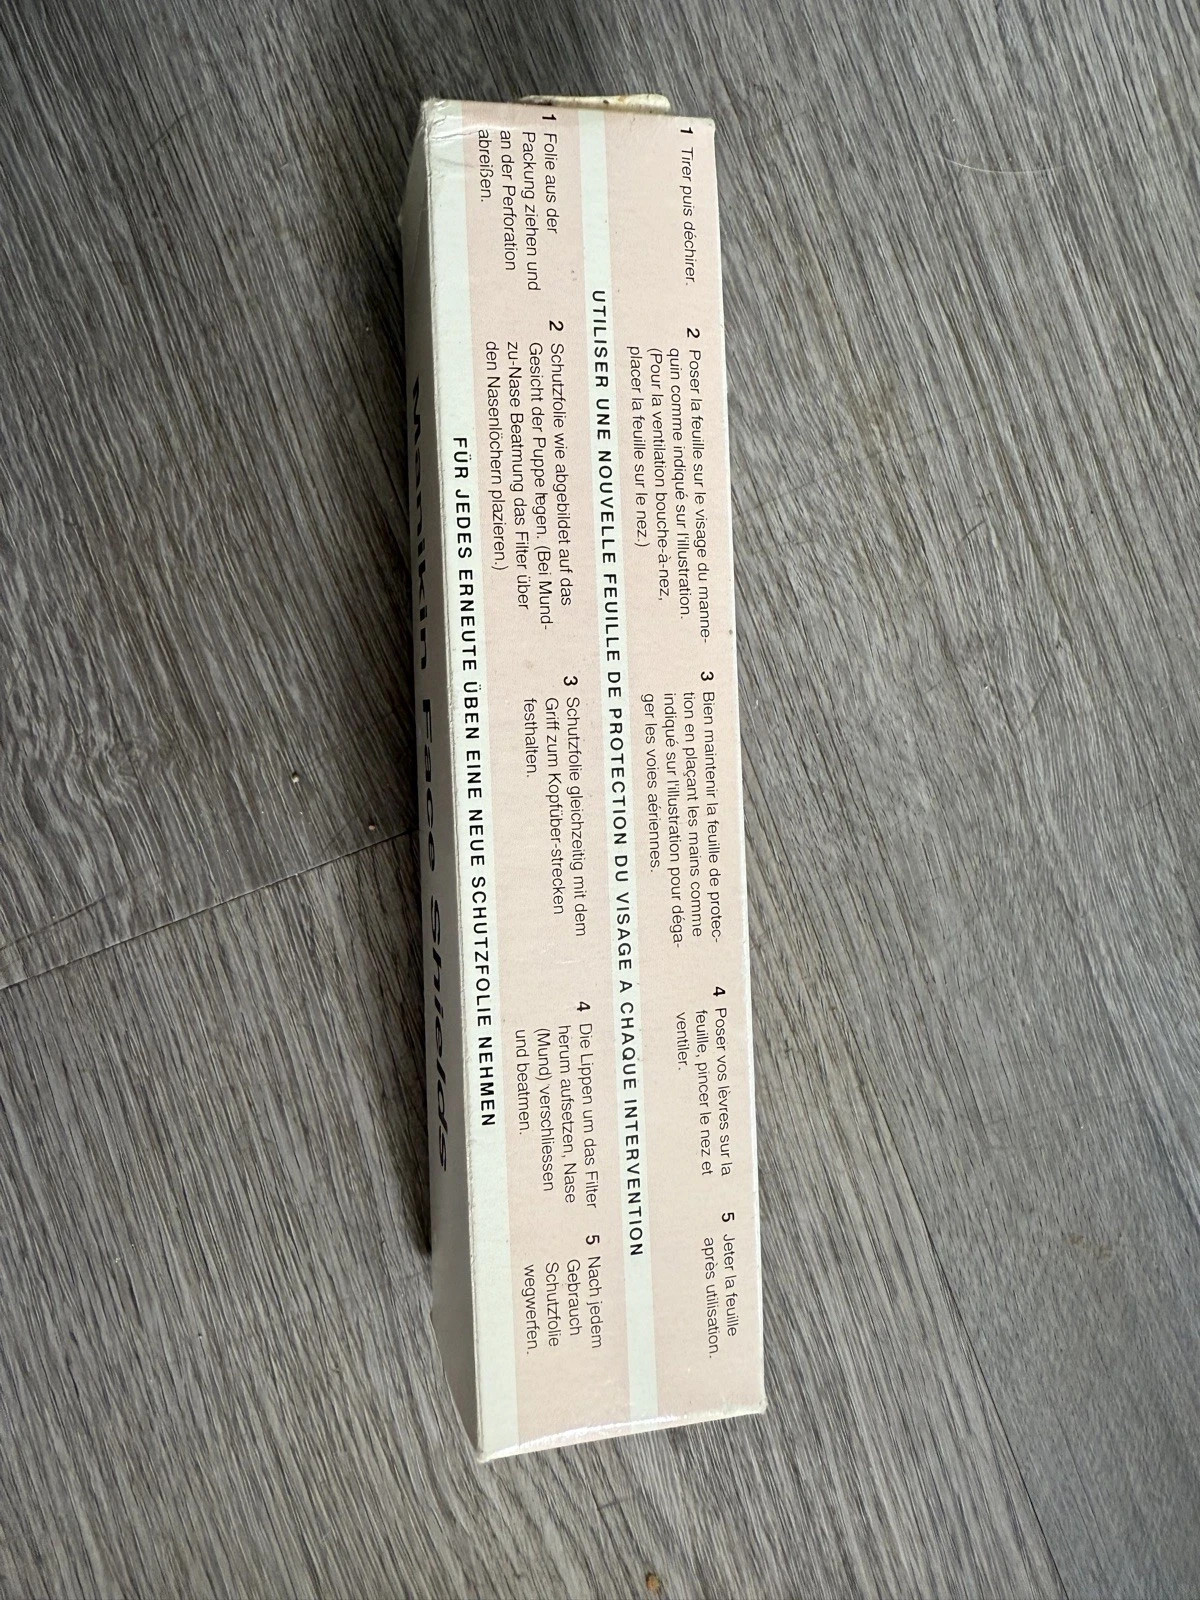 1 Tirer puis déchirer.
2 Poser la feuille sur le visage du manne-
quin comme indiqué sur l'illustration.
(Pour la ventilation bouche-à-nez,
placer la feuille sur le nez.)
3 Bien maintenir la feuille de protec-
tion en plaçant les mains comme
indiqué sur l'illustration pour déga-
ger les voies aériennes.
4 Poser vos lèvres sur la
feuille, pincer le nez et
ventiler.
5 Jeter la feuille
après utilisation.
UTILISER UNE NOUVELLE FEUILLE DE PROTECTION DU VISAGE A CHAQUE INTERVENTION
1 Folie aus der
Packung ziehen und
an der Perforation
abreißen.
2 Schutzfolie wie abgebildet auf das
Gesicht der Puppe legen. (Bei Mund-
zu-Nase Beatmung das Filter über
den Nasenlöchern plazieren.)
3 Schutzfolie gleichzeitig mit dem
Griff zum Kopfüber-strecken
festhalten.
4 Die Lippen um das Filter
herum aufsetzen, Nase
(Mund) verschliessen
und beatmen.
5 Nach jedem
Gebrauch
Schutzfolie
wegwerfen.
FÜR JEDES ERNEUTE ÜBEN EINE NEUE SCHUTZFOLIE NEHMEN
Manikin Face Shields